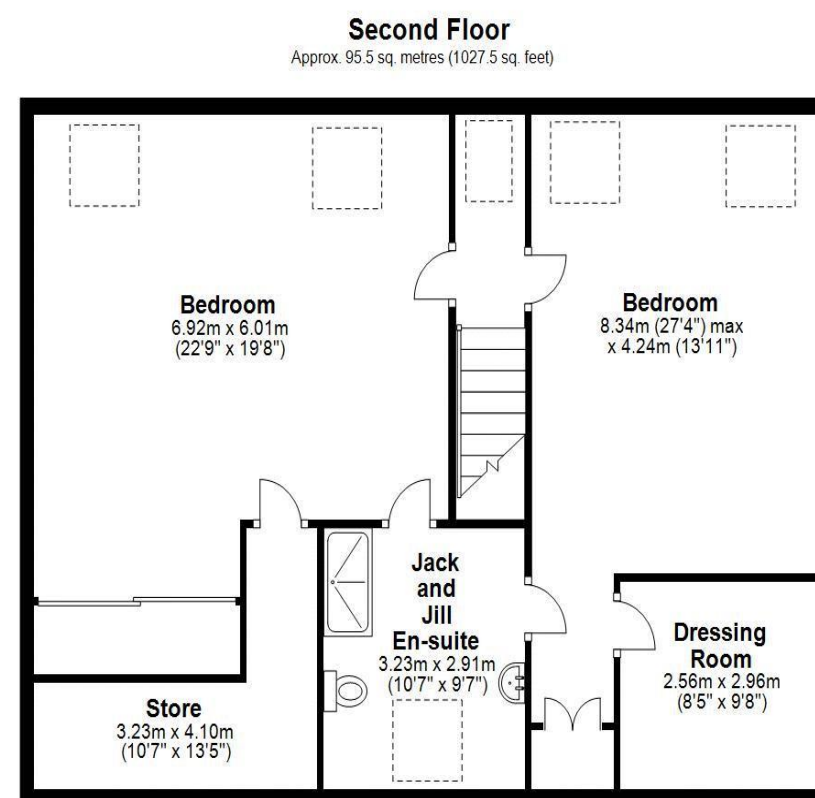 Second Floor
Approx. 95.5 sq. metres (1027.5 sq. feet)
Bedroom
6.92m x 6.01m
(22'9" x 19'8")
Bedroom
8.34m (27'4") max
x 4.24m (13'11")
Jack
and
Jill
En-suite
3.23m x 2.91m
(10'7" x 9'7")
Dressing
Room
2.56m x 2.96m
(8'5" x 9'8")
Store
3.23m x 4.10m
(10'7" x 13'5")